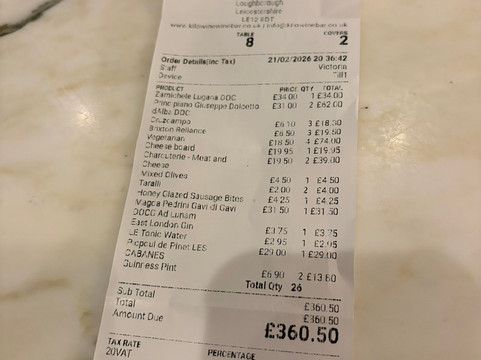 Loughborough
Leicestershire
LE12 8DT
TABLE COVERS
8 2
Order Details(Inc Tax) 21/02/2026 20:36:42
Staff Victoria
Device Till1
PRODUCT PRICE QTY TOTAL
Zamichele Lugana DOC £34.00 1 £34.00
Principiano Giuseppe Dolcetto £31.00 2 £62.00
dAlba DOC
Cruzcampo £6.10 3 £18.30
Brixton Reliance £6.50 3 £19.50
Vegetarian £18.50 4 £74.00
Cheese board £19.95 1 £19.95
Charcuterie - Meat and £19.50 2 £39.00
Cheese
Mixed Olives £4.50 1 £4.50
Taralli £2.00 2 £4.00
Honey Glazed Sausage Bites £4.25 1 £4.25
Magda Pedrini Gavi di Gavi £31.50 1 £31.50
DOCG Ad Lunam
East London Gin £3.75 1 £3.75
LE Tonic Water £2.95 1 £2.95
Picpoul de Pinet LES £29.00 1 £29.00
CABANES
Guinness Pint £6.90 2 £13.80
Total Qty 26
Sub Total £360.50
Total £360.50
Amount Due £360.50
TAX RATE PERCENTAGE
20VAT